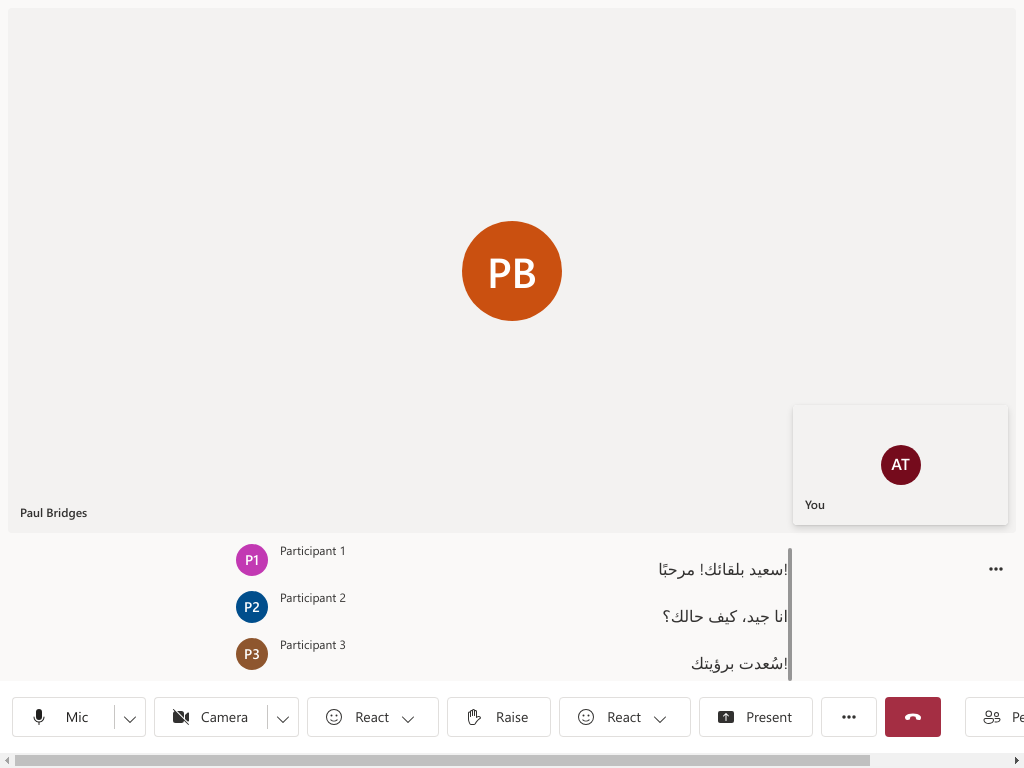 PB
Paul Bridges
AT
You
P1
Participant 1
!سعيد بلقائك! مرحبًا
P2
Participant 2
انا جيد، كيف حالك؟
P3
Participant 3
!سُعدت برؤيتك
Mic
Camera
React
Raise
React
Present